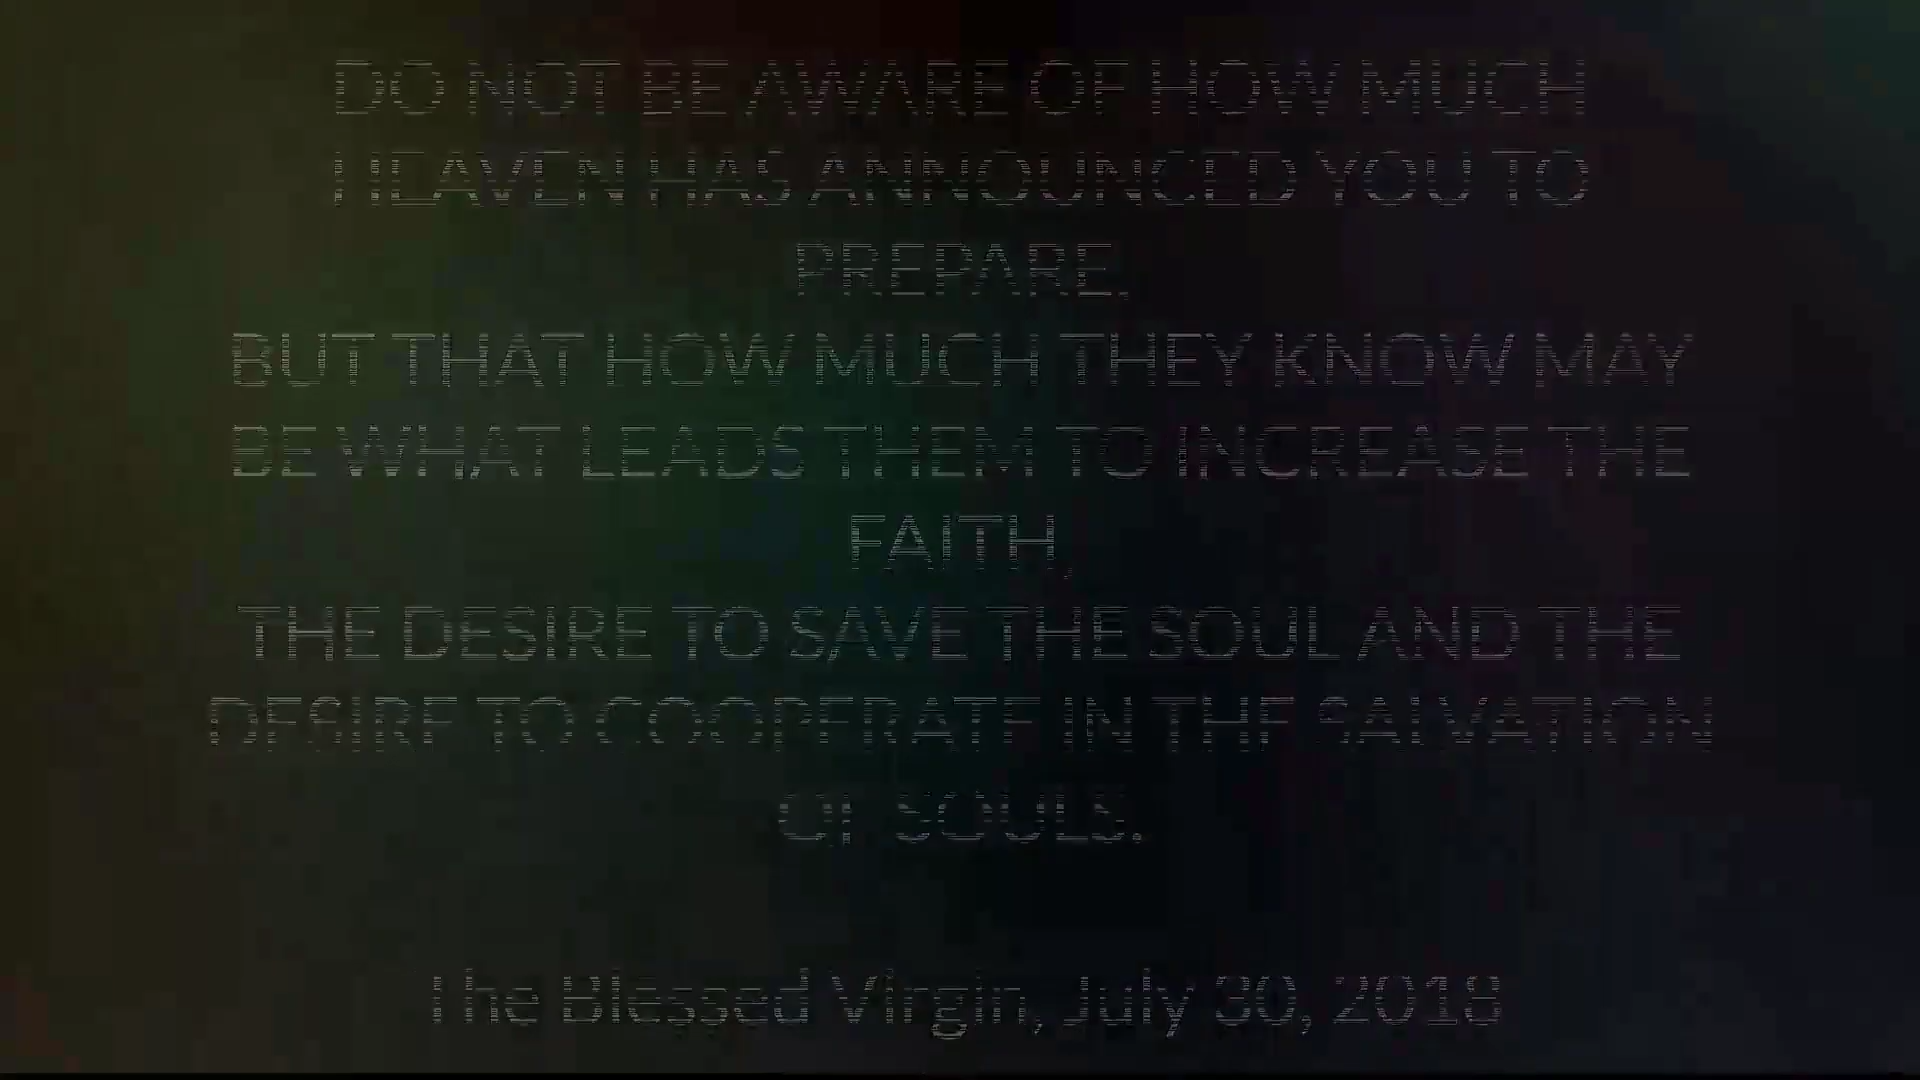 DO NOT BE AWARE OF HOW MUCH
HEAVEN HAS ANNOUNCED YOU TO
PREPARE,
BUT THAT HOW MUCH THEY KNOW MAY
BE WHAT LEADS THEM TO INCREASE THE
FAITH,
THE DESIRE TO SAVE THE SOUL AND THE
DESIRE TO COOPERATE IN THE SALVATION
OF SOULS.
The Blessed Virgin, July 30, 2018